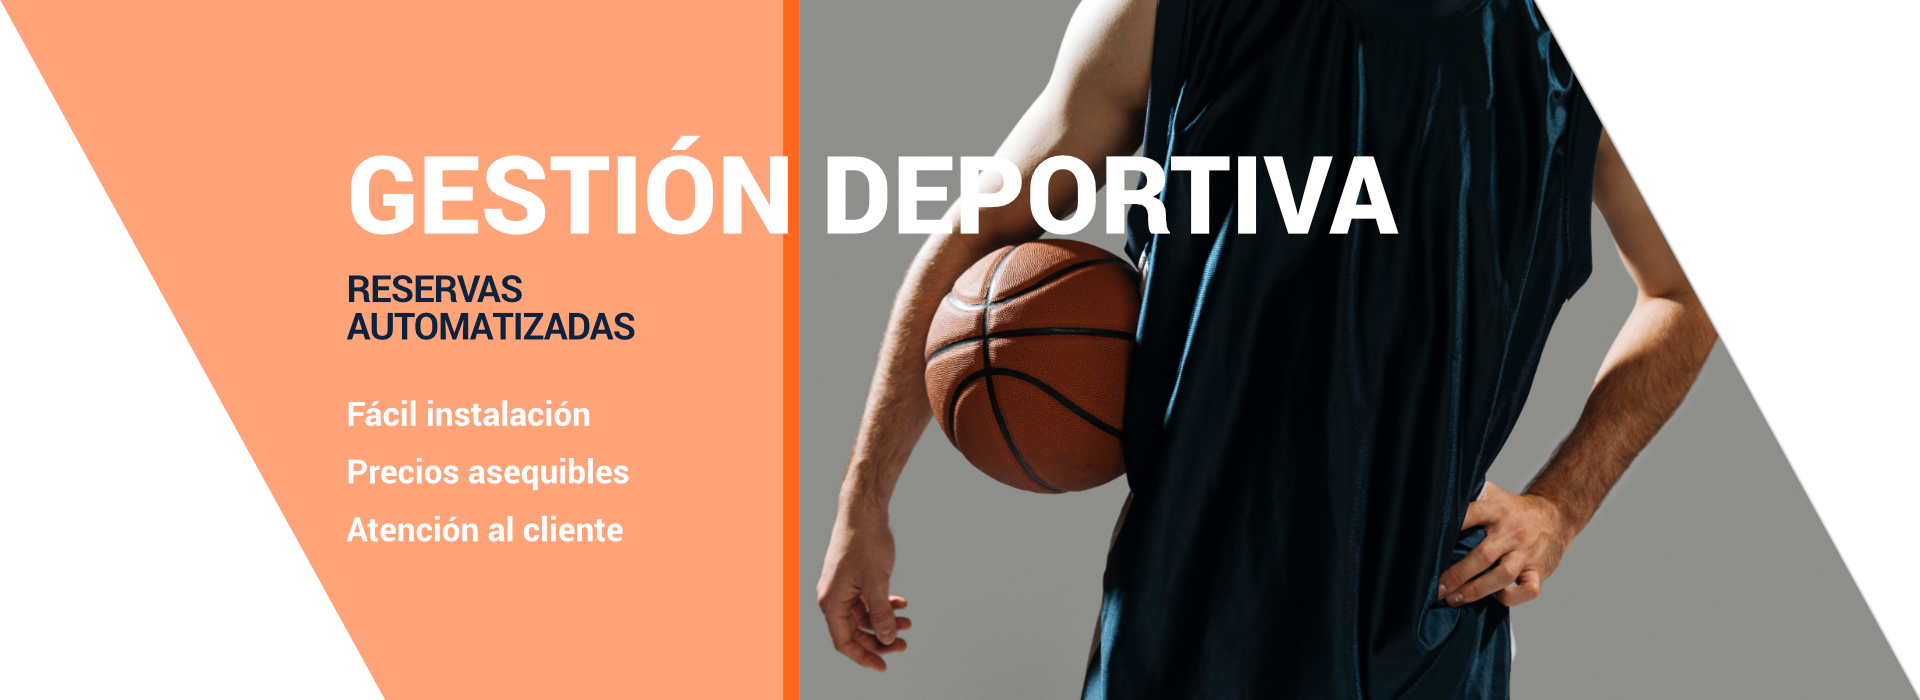 GESTIÓN DEPORTIVA
RESERVAS
AUTOMATIZADAS
Fácil instalación
Precios asequibles
Atención al cliente